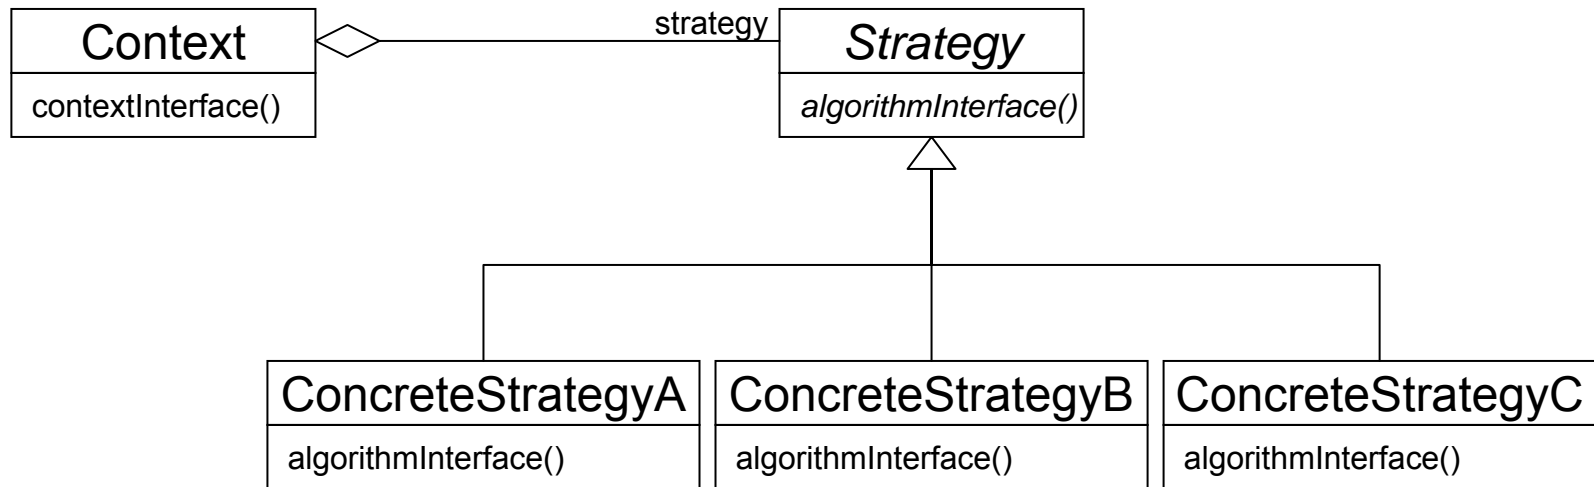 Context
contextInterface()
strategy
Strategy
algorithmInterface()
ConcreteStrategyA
algorithmInterface()
ConcreteStrategyB
algorithmInterface()
ConcreteStrategyC
algorithmInterface()